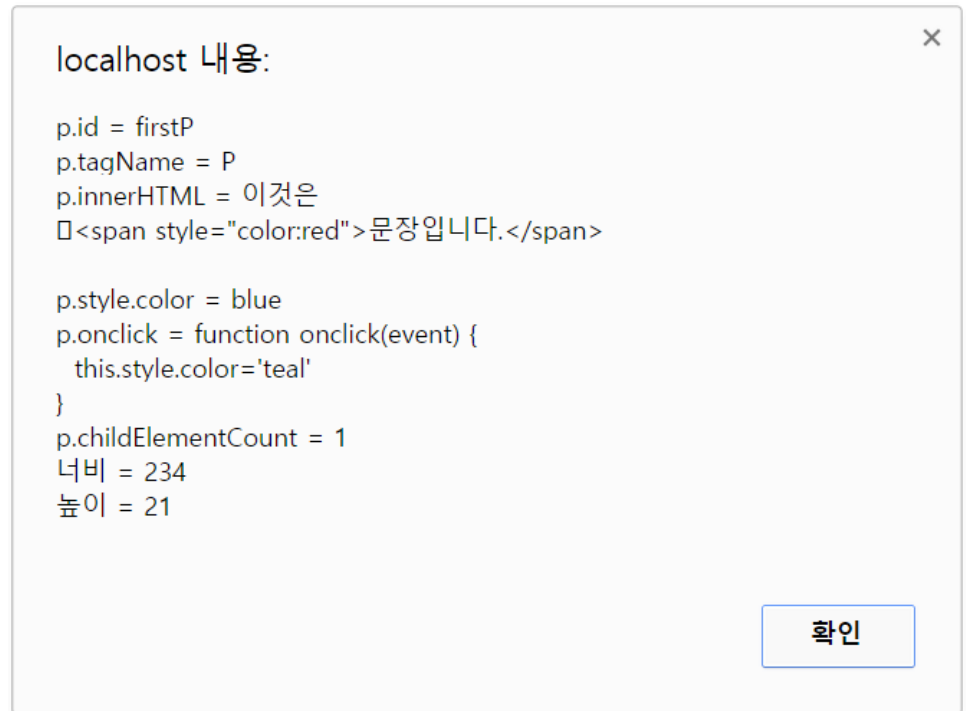 localhost 내용:
p.id = firstP
p.tagName = P
p.innerHTML = 이것은
▯<span style="color:red">문장입니다.</span>
p.style.color = blue
p.onclick = function onclick(event) {
this.style.color='teal'
}
p.childElementCount = 1
너비 = 234
높이 = 21
확인